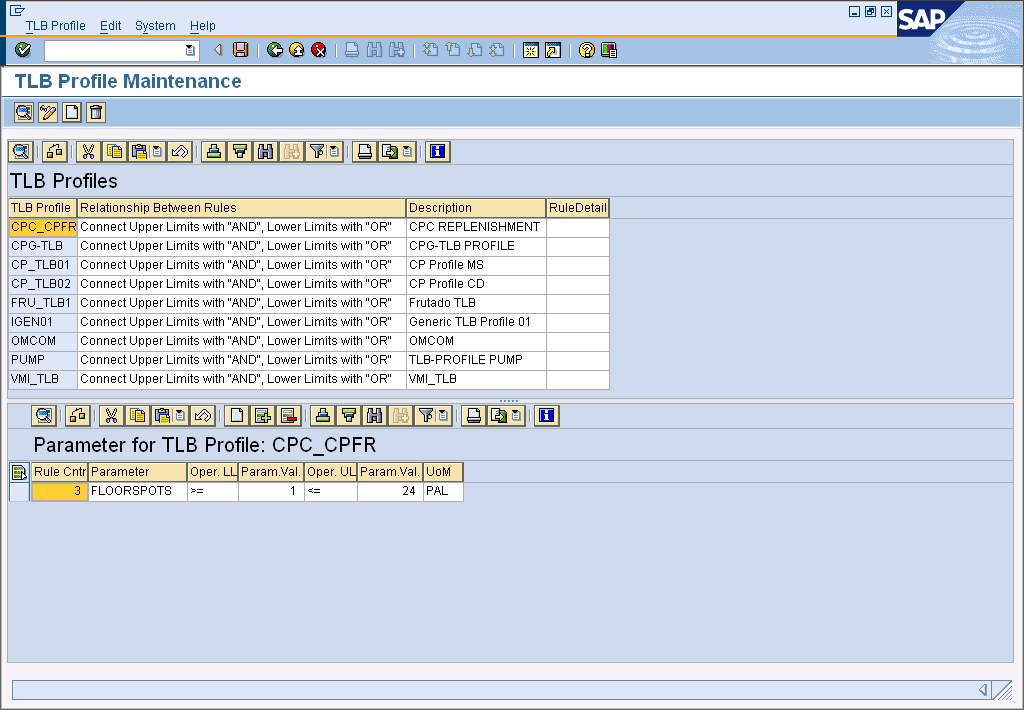 TLB Profile Edit System Help
SAP
TLB Profile Maintenance
TLB Profiles
TLB Profile Relationship Between Rules Description RuleDetail
CPC_CPFR Connect Upper Limits with "AND", Lower Limits with "OR" CPC REPLENISHMENT
CPG-TLB Connect Upper Limits with "AND", Lower Limits with "OR" CPG-TLB PROFILE
CP_TLB01 Connect Upper Limits with "AND", Lower Limits with "OR" CP Profile MS
CP_TLB02 Connect Upper Limits with "AND", Lower Limits with "OR" CP Profile CD
FRU_TLB1 Connect Upper Limits with "AND", Lower Limits with "OR" Frutado TLB
IGEN01 Connect Upper Limits with "AND", Lower Limits with "OR" Generic TLB Profile 01
OMCOM Connect Upper Limits with "AND", Lower Limits with "OR" OMCOM
PUMP Connect Upper Limits with "AND", Lower Limits with "OR" TLB-PROFILE PUMP
VMI_TLB Connect Upper Limits with "AND", Lower Limits with "OR" VMI_TLB
Parameter for TLB Profile: CPC_CPFR
Rule Cntr Parameter Oper. LL Param.Val. Oper. UL Param.Val. UoM
3 FLOORSPOTS >= 1 <= 24 PAL